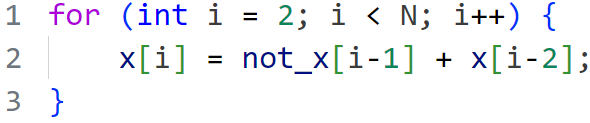 1 for (int i = 2; i < N; i++) {
2     x[i] = not_x[i-1] + x[i-2];
3 }